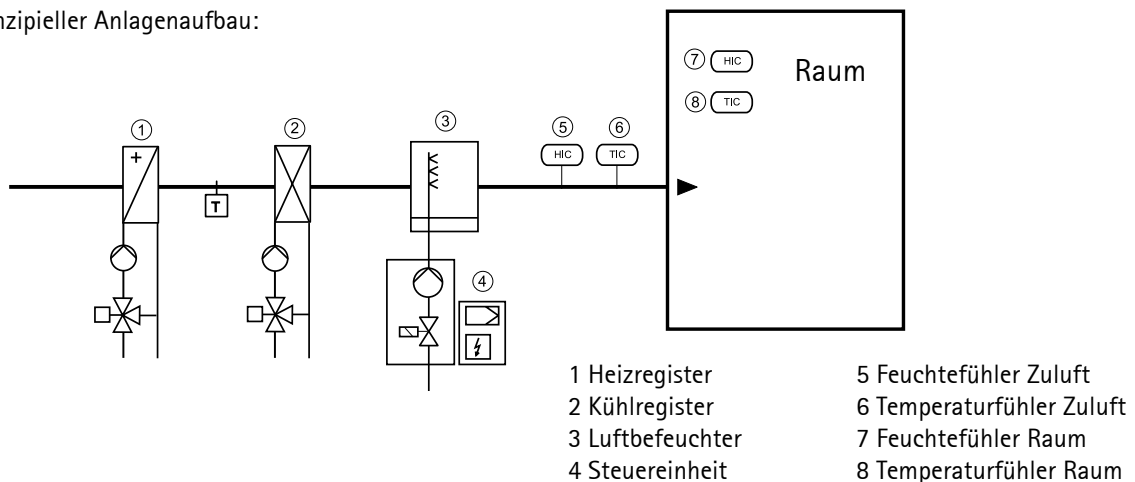 nzipieller Anlagenaufbau:
7 HIC
Raum
8 TIC
1
2
3
5
6
HIC
TIC
+
T
4
1 Heizregister
2 Kühlregister
3 Luftbefeuchter
4 Steuereinheit
5 Feuchtefühler Zuluft
6 Temperaturfühler Zuluft
7 Feuchtefühler Raum
8 Temperaturfühler Raum